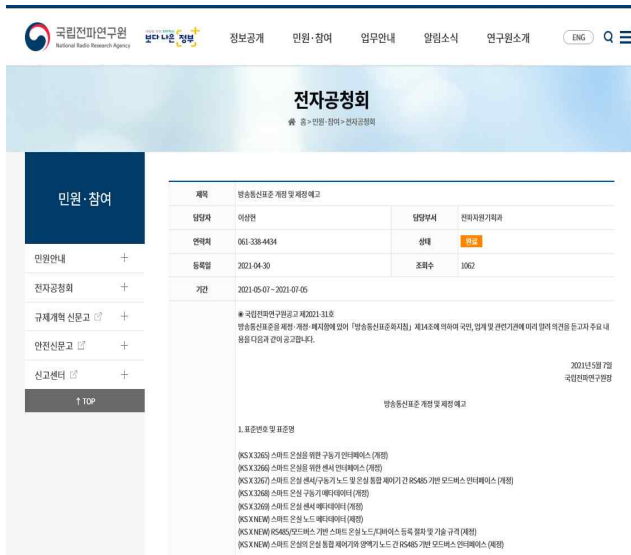 국립전파연구원
National Radio Research Agency
보다 나은 정부
정보공개 민원·참여 업무안내 알림소식 연구원소개 ENG
전자공청회
홈 > 민원·참여 > 전자공청회
민원·참여
민원안내 +
전자공청회 +
규제개혁 신문고 +
안전신문고 +
신고센터 +
↑ TOP
제목 방송통신표준 개정 및 제정 예고
담당자 이상현 담당부서 전파자원기획과
연락처 061-338-4434 상태 완료
등록일 2021-04-30 조회수 1062
기간 2021-05-07 ~ 2021-07-05
◉ 국립전파연구원공고 제2021-31호
방송통신표준을 제정·개정·폐지함에 있어 「방송통신표준화지침」 제14조에 의하여 국민, 업계 및 관련기관에 미리 알려 의견을 듣고자 주요 내
용을 다음과 같이 공고합니다.
2021년 5월 7일
국립전파연구원장
방송통신표준 개정 및 제정 예고
1. 표준번호 및 표준명
(KS X 3265) 스마트 온실을 위한 구동기 인터페이스 (개정)
(KS X 3266) 스마트 온실을 위한 센서 인터페이스 (개정)
(KS X 3267) 스마트 온실 센서/구동기 노드 및 온실 통합 제어기 간 RS485 기반 모드버스 인터페이스 (개정)
(KS X 3268) 스마트 온실 구동기 메타데이터 (개정)
(KS X 3269) 스마트 온실 센서 메타데이터 (개정)
(KS X NEW) 스마트 온실 노드 메타데이터 (제정)
(KS X NEW) RS485/모드버스 기반 스마트 온실 노드/디바이스 등록 절차 및 기술 규격 (제정)
(KS X NEW) 스마트 온실의 온실 통합 제어기와 양액기 노드 간 RS485 기반 모드버스 인터페이스 (제정)